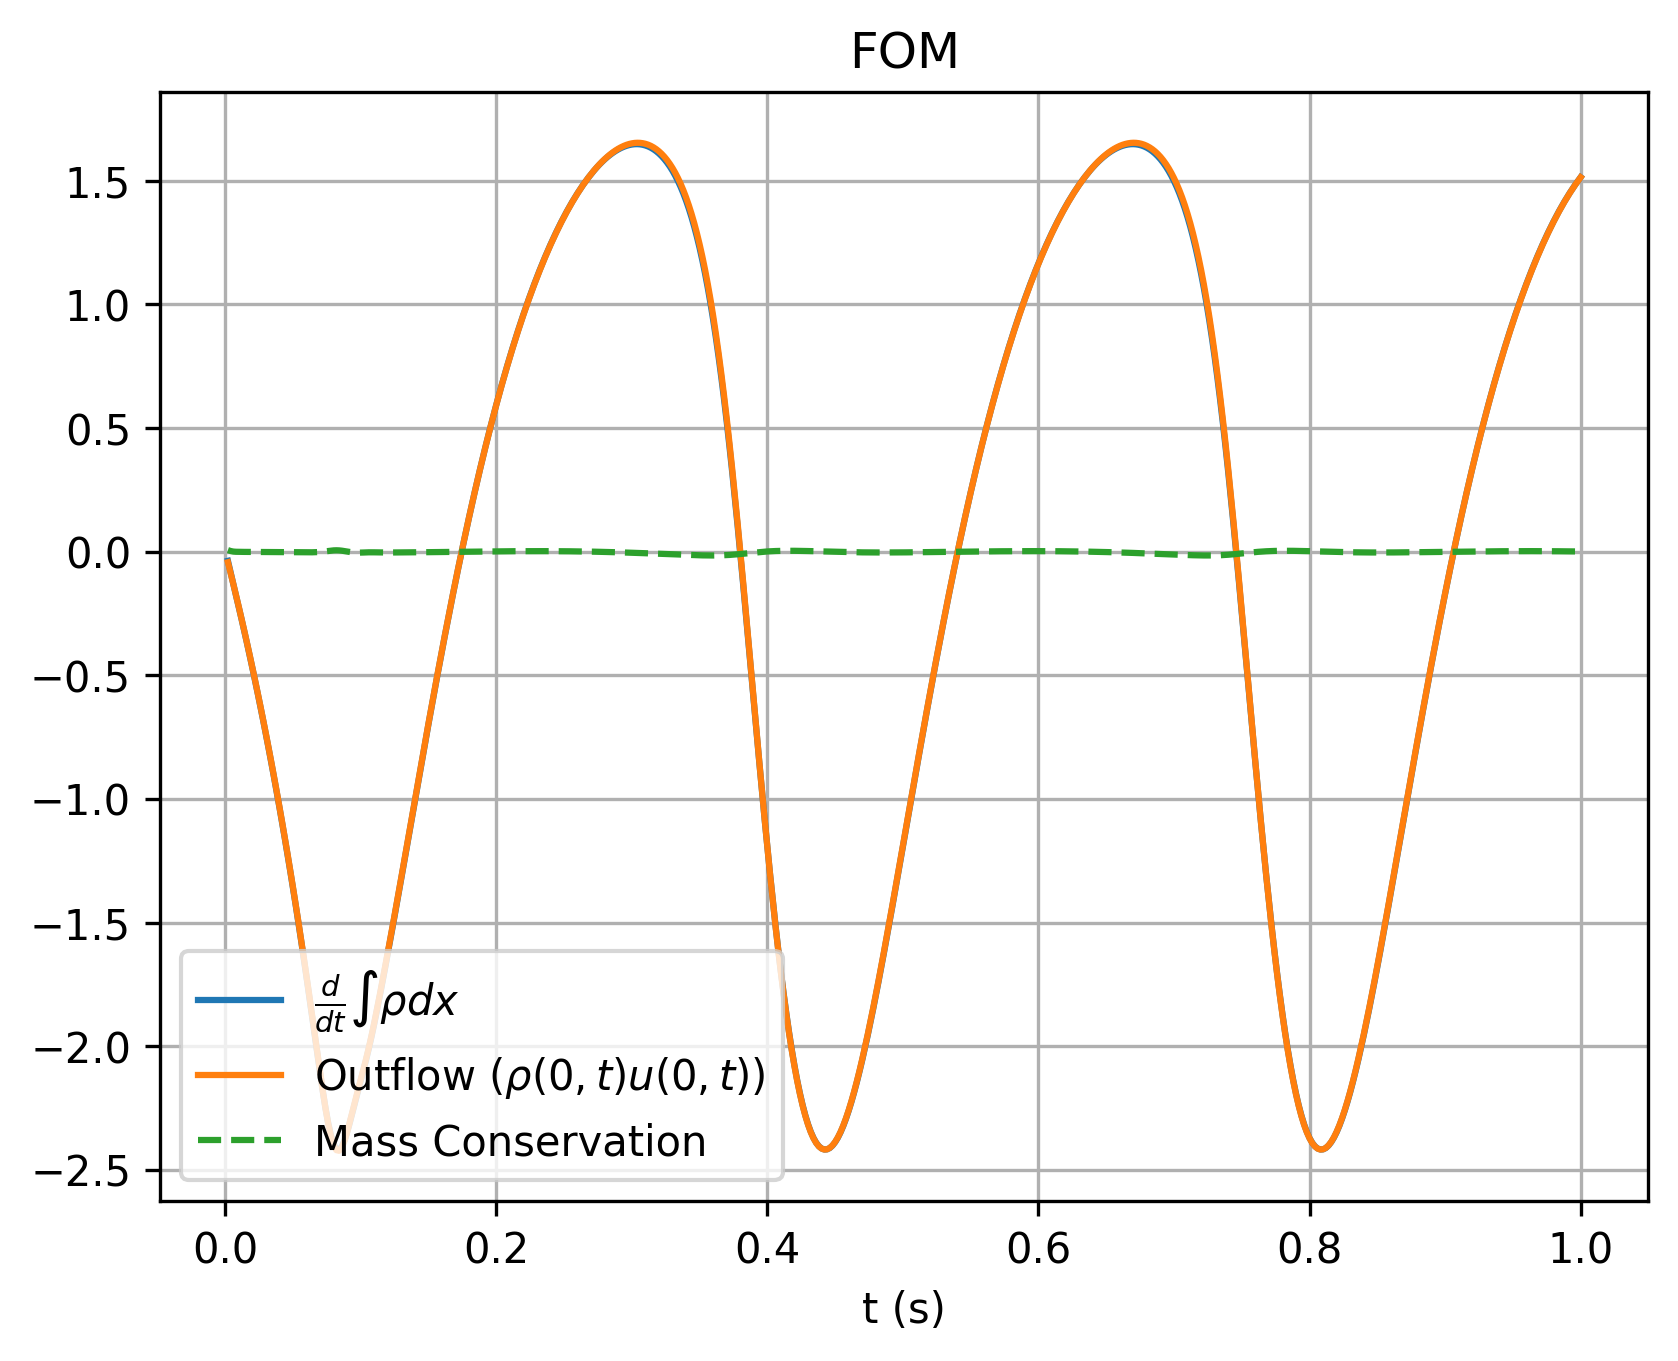 FOM
1.5
1.0
0.5
0.0
−0.5
−1.0
−1.5
−2.0
−2.5
d/dt ∫ρdx
Outflow (ρ(0, t)u(0, t))
Mass Conservation
0.0 0.2 0.4 0.6 0.8 1.0
t (s)